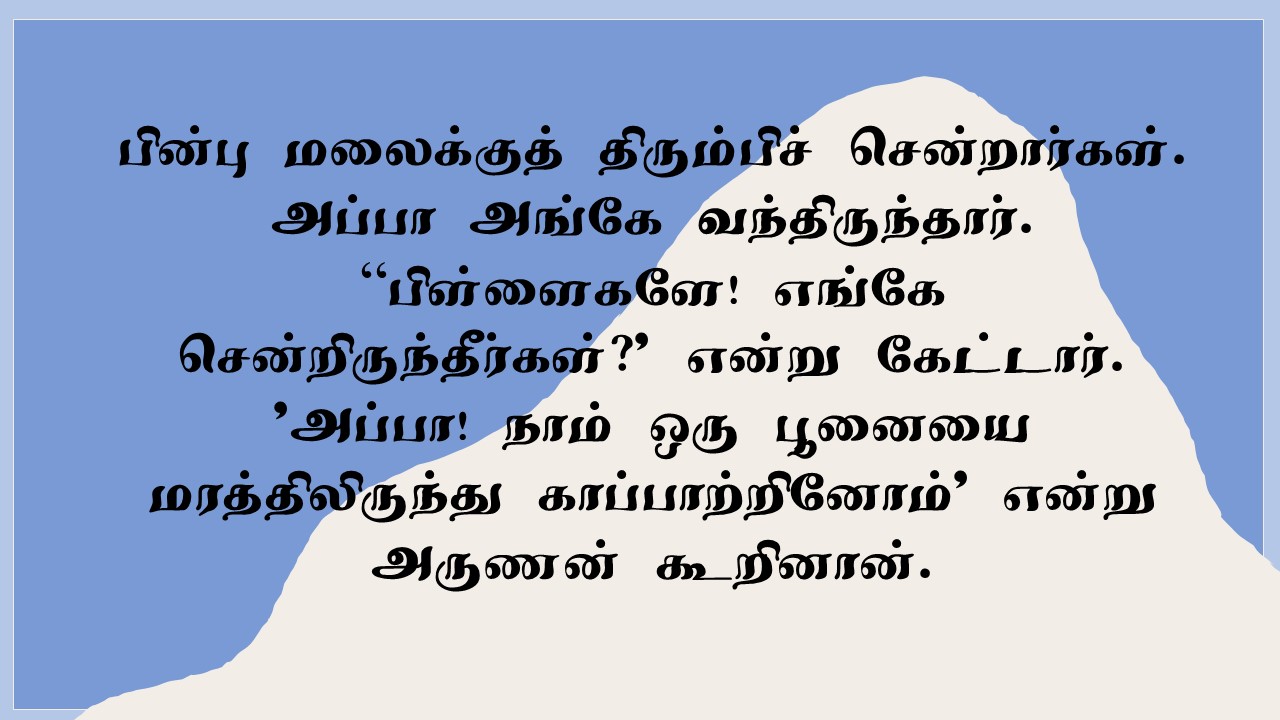 பின்பு மலைக்குத் திரும்பிச் சென்றார்கள்.
அப்பா அங்கே வந்திருந்தார்.
“பிள்ளைகளே! எங்கே
சென்றிருந்தீர்கள்?’ என்று கேட்டார்.
’அப்பா! நாம் ஒரு பூனையை
மரத்திலிருந்து காப்பாற்றினோம்’ என்று
அருணன் கூறினான்.